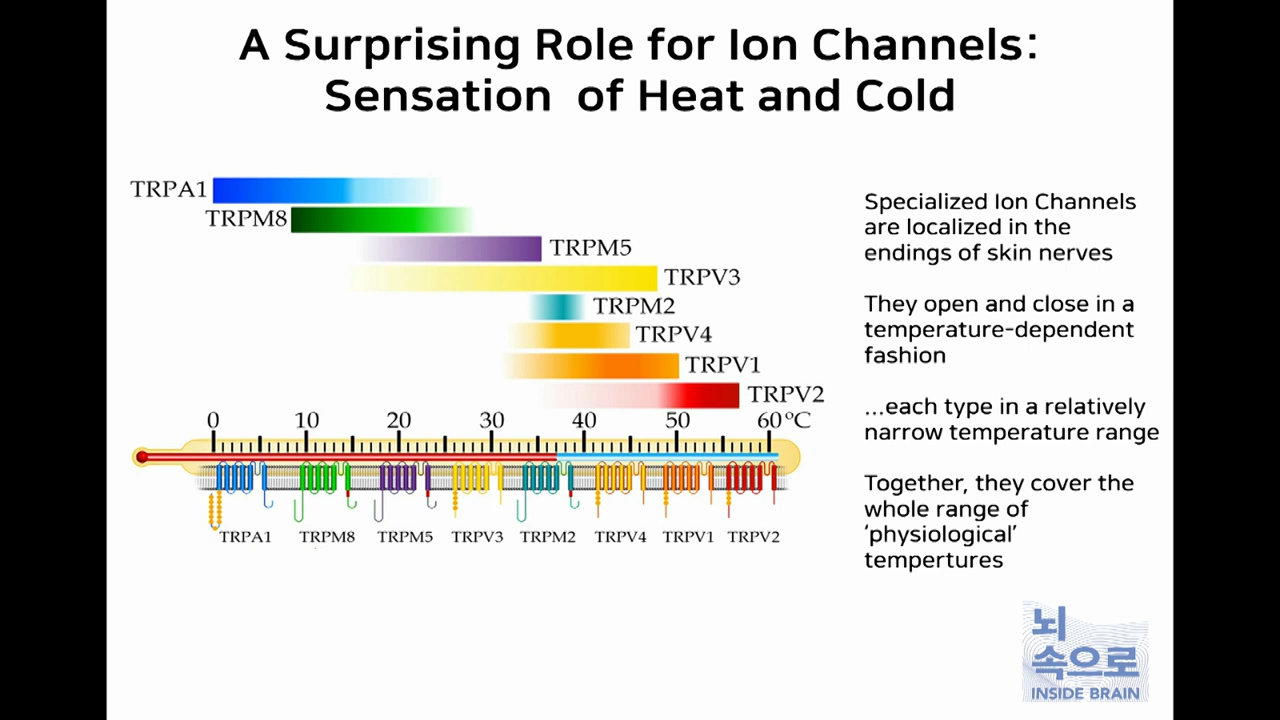 A Surprising Role for Ion Channels:
Sensation of Heat and Cold
TRPA1
TRPM8
TRPM5
TRPV3
TRPM2
TRPV4
TRPV1
TRPV2
0 10 20 30 40 50 60 ºC
TRPA1 TRPM8 TRPM5 TRPV3 TRPM2 TRPV4 TRPV1 TRPV2
Specialized Ion Channels
are localized in the
endings of skin nerves
They open and close in a
temperature-dependent
fashion
...each type in a relatively
narrow temperature range
Together, they cover the
whole range of
‘physiological’
tempertures
뇌
속으로
INSIDE BRAIN